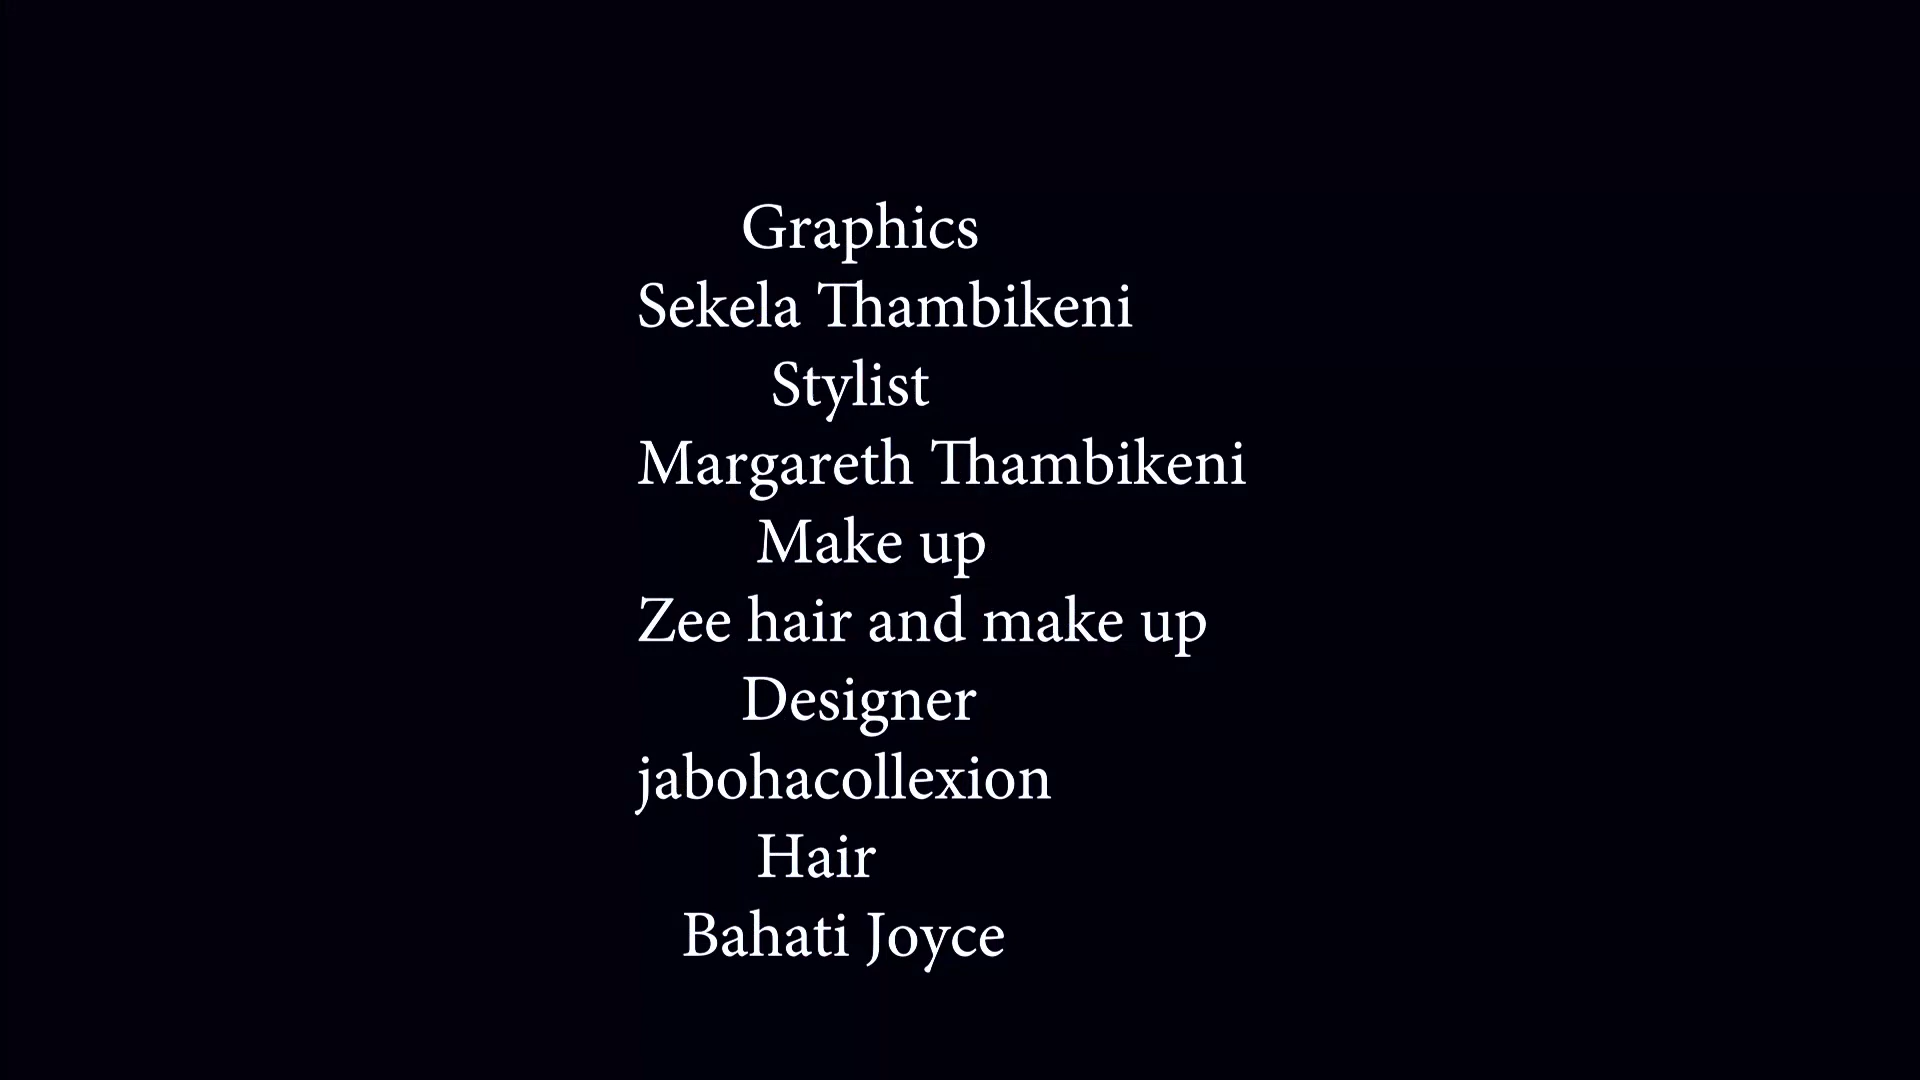 Graphics
Sekela Thambikeni
Stylist
Margareth Thambikeni
Make up
Zee hair and make up
Designer
jabohacollexion
Hair
Bahati Joyce